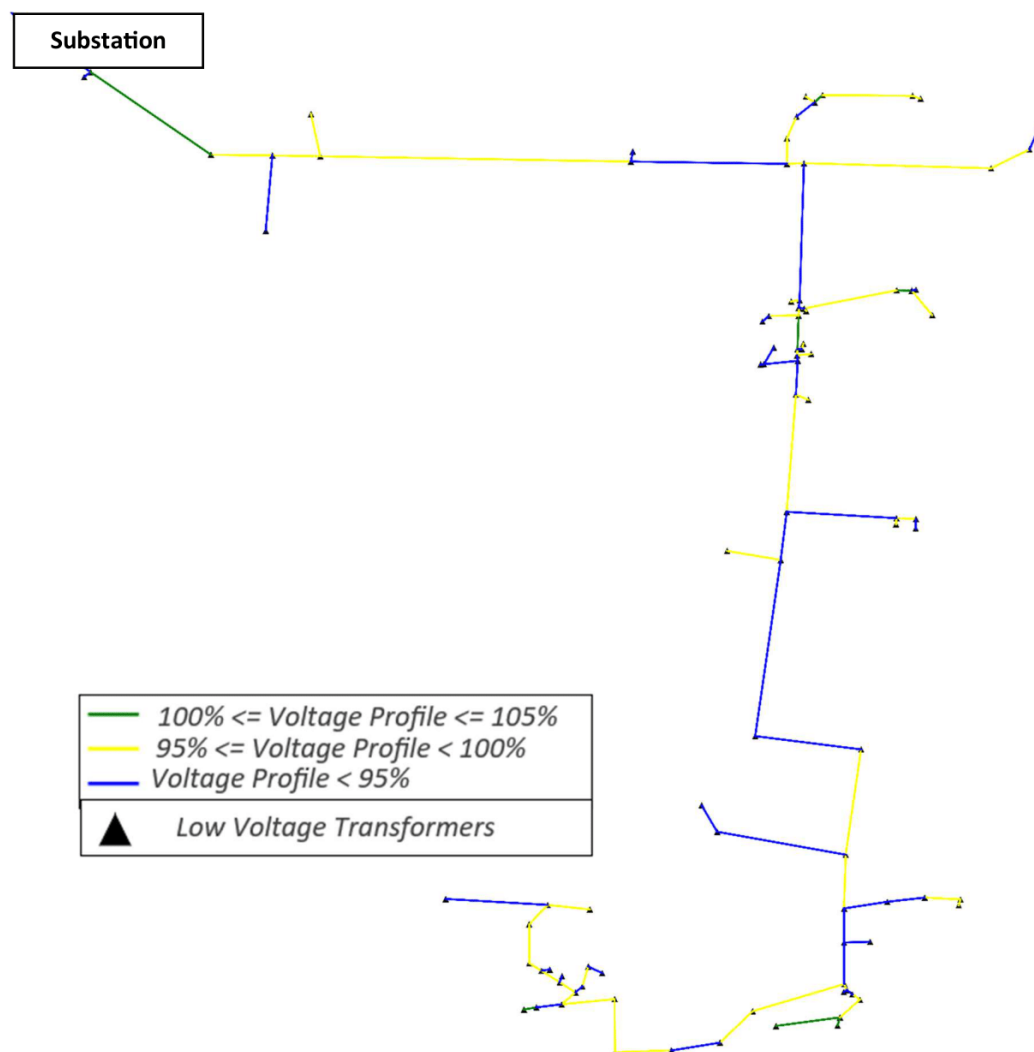 Substation
100% <= Voltage Profile <= 105%
95% <= Voltage Profile < 100%
Voltage Profile < 95%
Low Voltage Transformers